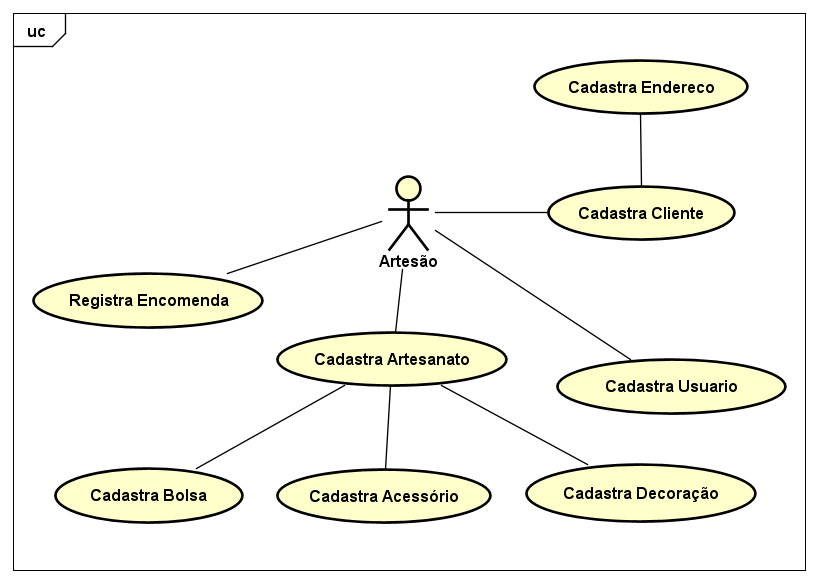 uc
Cadastra Endereco
Cadastra Cliente
Artesão
Registra Encomenda
Cadastra Artesanato
Cadastra Usuario
Cadastra Bolsa
Cadastra Acessório
Cadastra Decoração